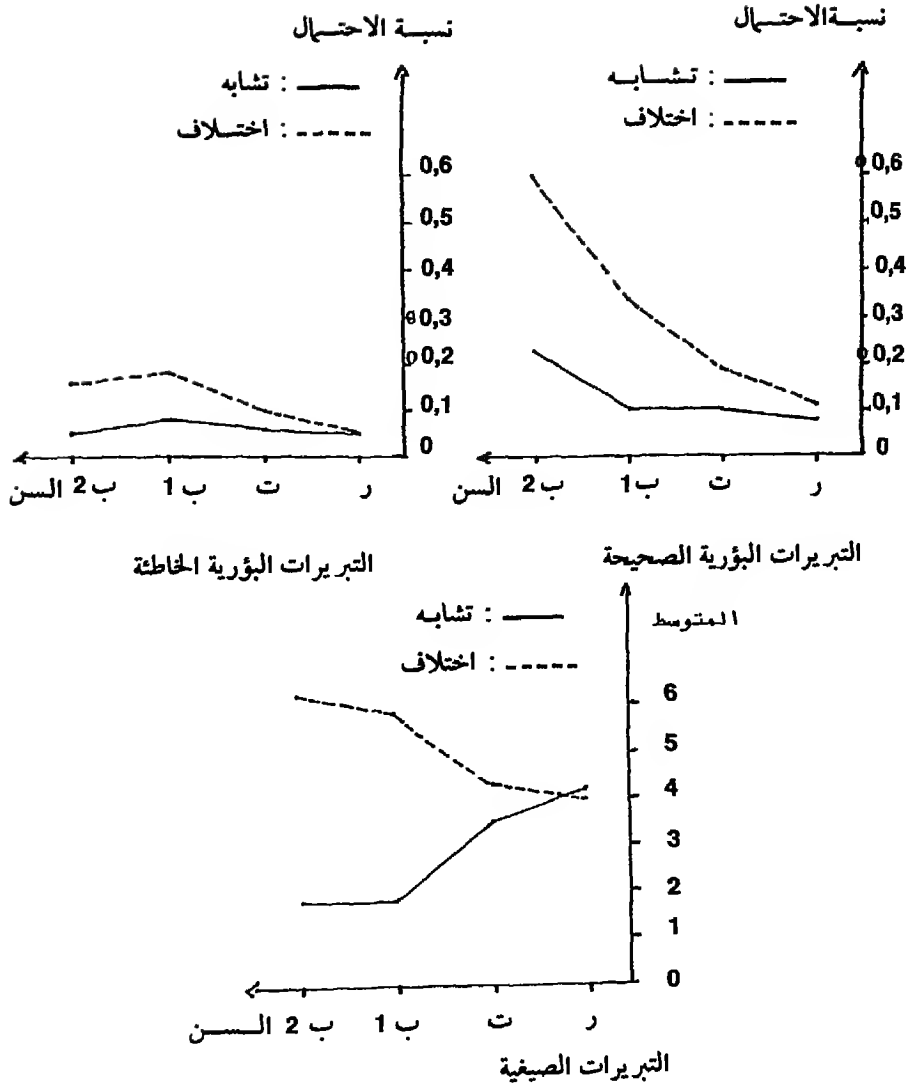 نسبة الاحتمال
تشابه :
اختلاف :
0,6
0,5
0,4
0,3
0,2
0,1
0
ر ت ب 1 ب 2 السن
التبريرات البؤرية الصحيحة
نسبة الاحتمال
تشابه :
اختلاف :
0,6
0,5
0,4
0,3
0,2
0,1
0
ر ت ب 1 ب 2 السن
التبريرات البؤرية الخاطئة
المتوسط
تشابه :
اختلاف :
6
5
4
3
2
1
0
ر ت ب 1 ب 2 السن
التبريرات الصيفية